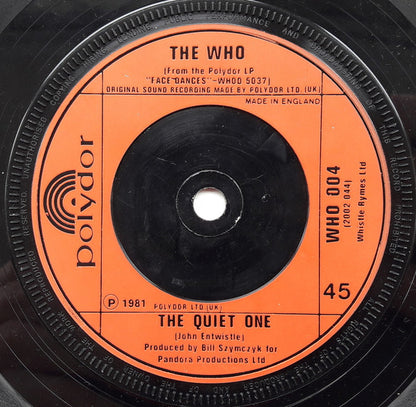 THE WHO
(From the Polydor LP
"FACE DANCES"-WHOD 5037)
ORIGINAL SOUND RECORDING MADE BY POLYDOR LTD.(UK)
MADE IN ENGLAND
polydor
WHO 004
(2002 044)
Whistle Rymes Ltd
P 1981
POLYDOR LTD(UK)
45
THE QUIET ONE
(John Entwistle)
Produced by Bill Szymczyk for
Pandora Productions Ltd